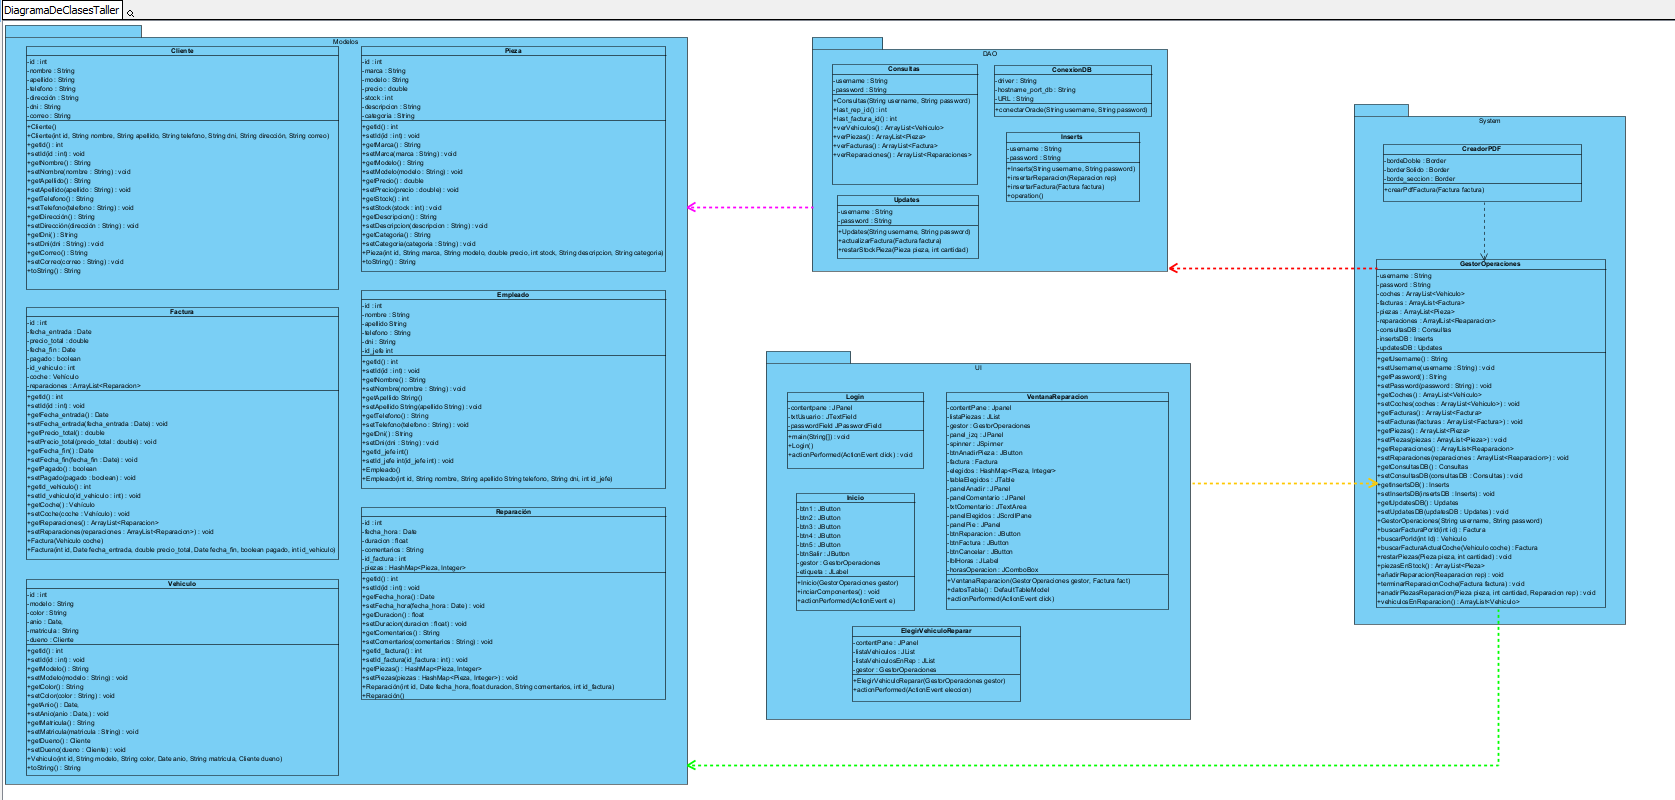 DiagramaDeClasesTaller
Modelos
Cliente
-id : int
-nombre : String
-apellido : String
-telefono : String
-dirección : String
-dni : String
-correo : String
+Cliente()
+Cliente(int id, String nombre, String apellido, String telefono, String dni, String dirección, String correo)
+getId() : int
+setId(id : int) : void
+getNombre() : String
+setNombre(nombre : String) : void
+getApellido() : String
+setApellido(apellido : String) : void
+getTelefono() : String
+setTelefono(telefono : String) : void
+getDirección() : String
+setDirección(dirección : String) : void
+getDni() : String
+setDni(dni : String) : void
+getCorreo() : String
+setCorreo(correo : String) : void
+toString() : String
Factura
-id : int
-fecha_entrada : Date
-precio_total : double
-fecha_fin : Date
-pagado : boolean
-id_vehiculo : int
-coche : Vehículo
-reparaciones : ArrayList<Reparacion>
+getId() : int
+setId(id : int) : void
+getFecha_entrada() : Date
+setFecha_entrada(fecha_entrada : Date) : void
+getPrecio_total() : double
+setPrecio_total(precio_total : double) : void
+getFecha_fin() : Date
+setFecha_fin(fecha_fin : Date) : void
+getPagado() : boolean
+setPagado(pagado : boolean) : void
+getId_vehiculo() : int
+setId_vehiculo(id_vehiculo : int) : void
+getCoche() : Vehículo
+setCoche(coche : Vehículo) : void
+getReparaciones() : ArrayList<Reparacion>
+setReparaciones(reparaciones : ArrayList<Reparacion>) : void
+Factura(Vehiculo coche)
+Factura(int id, Date fecha_entrada, double precio_total, Date fecha_fin, boolean pagado, int id_vehiculo)
Vehículo
-id : int
-modelo : String
-color : String
-anio : Date,
-matricula : String
-dueno : Cliente
+getId() : int
+setId(id : int) : void
+getModelo() : String
+setModelo(modelo : String) : void
+getColor() : String
+setColor(color : String) : void
+getAnio() : Date,
+setAnio(anio : Date,) : void
+getMatricula() : String
+setMatricula(matricula : String) : void
+getDueno() : Cliente
+setDueno(dueno : Cliente) : void
+Vehiculo(int id, String modelo, String color, Date anio, String matricula, Cliente dueno)
+toString() : String
Pieza
-id : int
-marca : String
-modelo : String
-precio : double
-stock : int
-descripcion : String
-categoria : String
+getId() : int
+setId(id : int) : void
+getMarca() : String
+setMarca(marca : String) : void
+getModelo() : String
+setModelo(modelo : String) : void
+getPrecio() : double
+setPrecio(precio : double) : void
+getStock() : int
+setStock(stock : int) : void
+getDescripcion() : String
+setDescripcion(descripcion : String) : void
+getCategoria() : String
+setCategoria(categoria : String) : void
+Pieza(int id, String marca, String modelo, double precio, int stock, String descripcion, String categoria)
+toString() : String
Empleado
-id : int
-nombre : String
-apellido String
-telefono : String
-dni : String
-id_jefe int
+getId() : int
+setId(id : int) : void
+getNombre() : String
+setNombre(nombre : String) : void
+getApellido String()
+setApellido String(apellido String) : void
+getTelefono() : String
+setTelefono(telefono : String) : void
+getDni() : String
+setDni(dni : String) : void
+getId_jefe int()
+setId_jefe int(id_jefe int) : void
+Empleado()
+Empleado(int id, String nombre, String apellido String telefono, String dni, int id_jefe)
Reparación
-id : int
-fecha_hora : Date
-duracion : float
-comentarios : String
-id_factura : int
-piezas : HashMap<Pieza, Integer>
+getId() : int
+setId(id : int) : void
+getFecha_hora() : Date
+setFecha_hora(fecha_hora : Date) : void
+getDuracion() : float
+setDuracion(duracion : float) : void
+getComentarios() : String
+setComentarios(comentarios : String) : void
+getId_factura() : int
+setId_factura(id_factura : int) : void
+getPiezas() : HashMap<Pieza, Integer>
+setPiezas(piezas : HashMap<Pieza, Integer>) : void
+Reparación(int id, Date fecha_hora, float duracion, String comentarios, int id_factura)
+Reparación()
DAO
Consultas
-username : String
-password : String
+Consultas(String username, String password)
+last_rep_id() : int
+last_factura_id() : int
+verVehiculos() : ArrayList<Vehiculo>
+verPiezas() : ArrayList<Pieza>
+verFacturas() : ArrayList<Factura>
+verReparaciones() : ArrayList<Reparaciones>
ConexionDB
-driver : String
-hostname_port_db : String
-URL : String
+conectarOracle(String username, String password)
Inserts
-username : String
-password : String
+Inserts(String username, String password)
+insertarReparacion(Reparacion rep)
+insertarFactura(Factura factura)
+operation()
Updates
-username : String
-password : String
+Updates(String username, String password)
+actualizarFactura(Factura factura)
+restarStockPieza(Pieza pieza, int cantidad)
UI
Login
-contentpane : JPanel
-txtUsuario : JTextField
-passwordField JPasswordField
+main(String[]) : void
+Login()
+actionPerformed(ActionEvent click) : void
Inicio
-btn1 : JButton
-btn2 : JButton
-btn3 : JButton
-btn4 : JButton
-btn5 : JButton
-btnSalir : JButton
-gestor : GestorOperaciones
-etiqueta : JLabel
+Inicio(GestorOperaciones gestor)
+inciarComponentes() : void
+actionPerformed(ActionEvent e)
VentanaReparacion
-contentPane : Jpanel
-listaPiezas : JList
-gestor : GestorOperaciones
-panel_izq : JPanel
-spinner : JSpinner
-btnAnadirPieza : JButton
-factura : Factura
-elegidos : HashMap<Pieza, Integer>
-tablaElegidos : JTable
-panelAnadir : JPanel
-panelComentario : JPanel
-txtComentario : JTextArea
-panelElegidos : JScrollPane
-panelPie : JPanel
-btnReparacion : JButton
-btnFactura : JButton
-btnCancelar : JButton
-lblHoras : JLabel
-horasOperacion : JComboBox
+VentanaReparacion(GestorOperaciones gestor, Factura fact)
+datosTabla() : DefaultTableModel
+actionPerformed(ActionEvent click)
ElegirVehiculoReparar
-contentPane : JPanel
-listaVehiculos : JList
-listaVehiculosEnRep : JList
-gestor : GestorOperaciones
+ElegirVehiculoReparar(GestorOperaciones gestor)
+actionPerformed(ActionEvent eleccion)
System
CreadorPDF
-bordeDoble : Border
-borderSolido : Border
-borde_seccion : Border
+crearPdfFactura(Factura factura)
GestorOperaciones
-username : String
-password : String
-coches : ArrayList<Vehiculo>
-facturas : ArrayList<Factura>
-piezas : ArrayList<Pieza>
-reparaciones : ArraylList<Reaparacion>
-consultasDB : Consultas
-insertsDB : Inserts
-updatesDB : Updates
+getUsername() : String
+setUsername(username : String) : void
+getPassword() : String
+setPassword(password : String) : void
+getCoches() : ArrayList<Vehiculo>
+setCoches(coches : ArrayList<Vehiculo>) : void
+getFacturas() : ArrayList<Factura>
+setFacturas(facturas : ArrayList<Factura>) : void
+getPiezas() : ArrayList<Pieza>
+setPiezas(piezas : ArrayList<Pieza>) : void
+getReparaciones() : ArraylList<Reaparacion>
+setReparaciones(reparaciones : ArraylList<Reaparacion>) : void
+getConsultasDB() : Consultas
+setConsultasDB(consultasDB : Consultas) : void
+getInsertsDB() : Inserts
+setInsertsDB(insertsDB : Inserts) : void
+getUpdatesDB() : Updates
+setUpdatesDB(updatesDB : Updates) : void
+GestorOperaciones(String username, String password)
+buscarFacturaPorId(int id) : Factura
+buscarPorId(int Id) : Vehiculo
+buscarFacturaActualCoche(Vehiculo coche) : Factura
+restarPiezas(Pieza pieza, int cantidad) : void
+piezasEnStock() : ArrayList<Pieza>
+añadirReparacion(Reaparacion rep) : void
+terminarReparacionCoche(Factura factura) : void
+anadirPiezasReparacion(Pieza pieza, int cantidad, Reparacion rep) : void
+vehiculosEnReparacion() : ArrayList<Vehiculo>